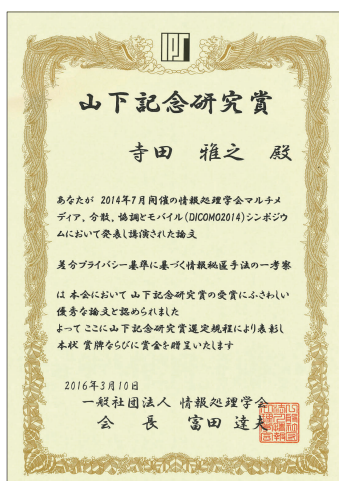 IPSJ
山下記念研究賞
寺田 雅之 殿
あなたが 2014年7月開催の情報処理学会マルチメ
ディア, 分散, 協調とモバイル(DICOMO2014)シンポジウ
ムにおいて発表し講演された論文
差分プライバシー基準に基づく情報秘匿手法の一考察
は 本会において 山下記念研究賞の受賞にふさわしい
優秀な論文と認められました
よって ここに山下記念研究賞選定規程により表彰し
本状 賞牌ならびに賞金を贈呈いたします
2016年3月10日
一般社団法人 情報処理学会
会 長 富田 達夫